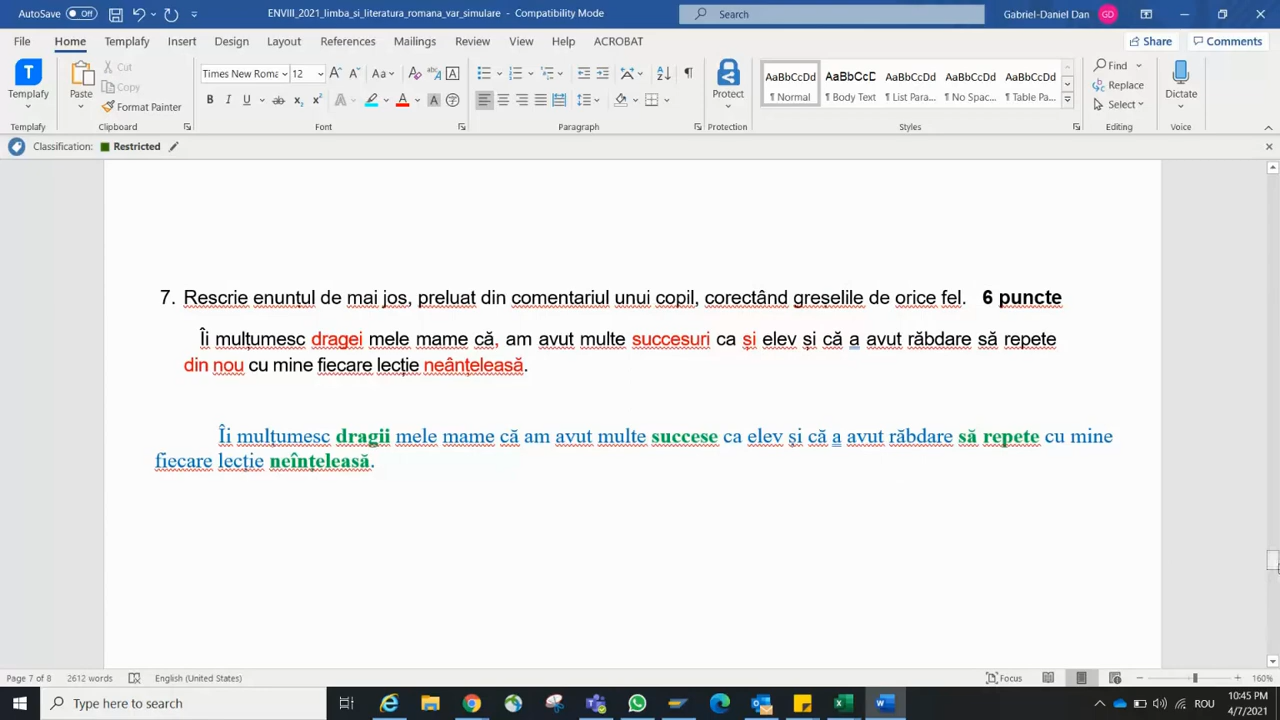 AutoSave Off ENVIII_2021_limba_si_literatura_romana_var_simulare - Compatibility Mode Search Gabriel-Daniel Dan GD
File Home Templafy Insert Design Layout References Mailings Review View Help ACROBAT Share Comments
Templafy Paste Cut Copy Format Painter Times New Roma 12 Protect AaBbCcDd AaBbCcDc AaBbCcDd AaBbCcDd AaBbCcDd Find Replace Select Dictate
¶ Normal ¶ Body Text ¶ List Para... ¶ No Spac... ¶ Table Pa...
Templafy Clipboard Font Paragraph Protection Styles Editing Voice
Classification: Restricted
7. Rescrie enunțul de mai jos, preluat din comentariul unui copil, corectând greșelile de orice fel. 6 puncte
Îi mulțumesc dragei mele mame că, am avut multe succesuri ca și elev și că a avut răbdare să repete
din nou cu mine fiecare lecție neânțeleasă.
Îi mulțumesc dragii mele mame că am avut multe succese ca elev și că a avut răbdare să repete cu mine
fiecare lecție neînțeleasă.
Page 7 of 8 2612 words English (United States) Focus 160%
Type here to search ROU 10:45 PM
4/7/2021